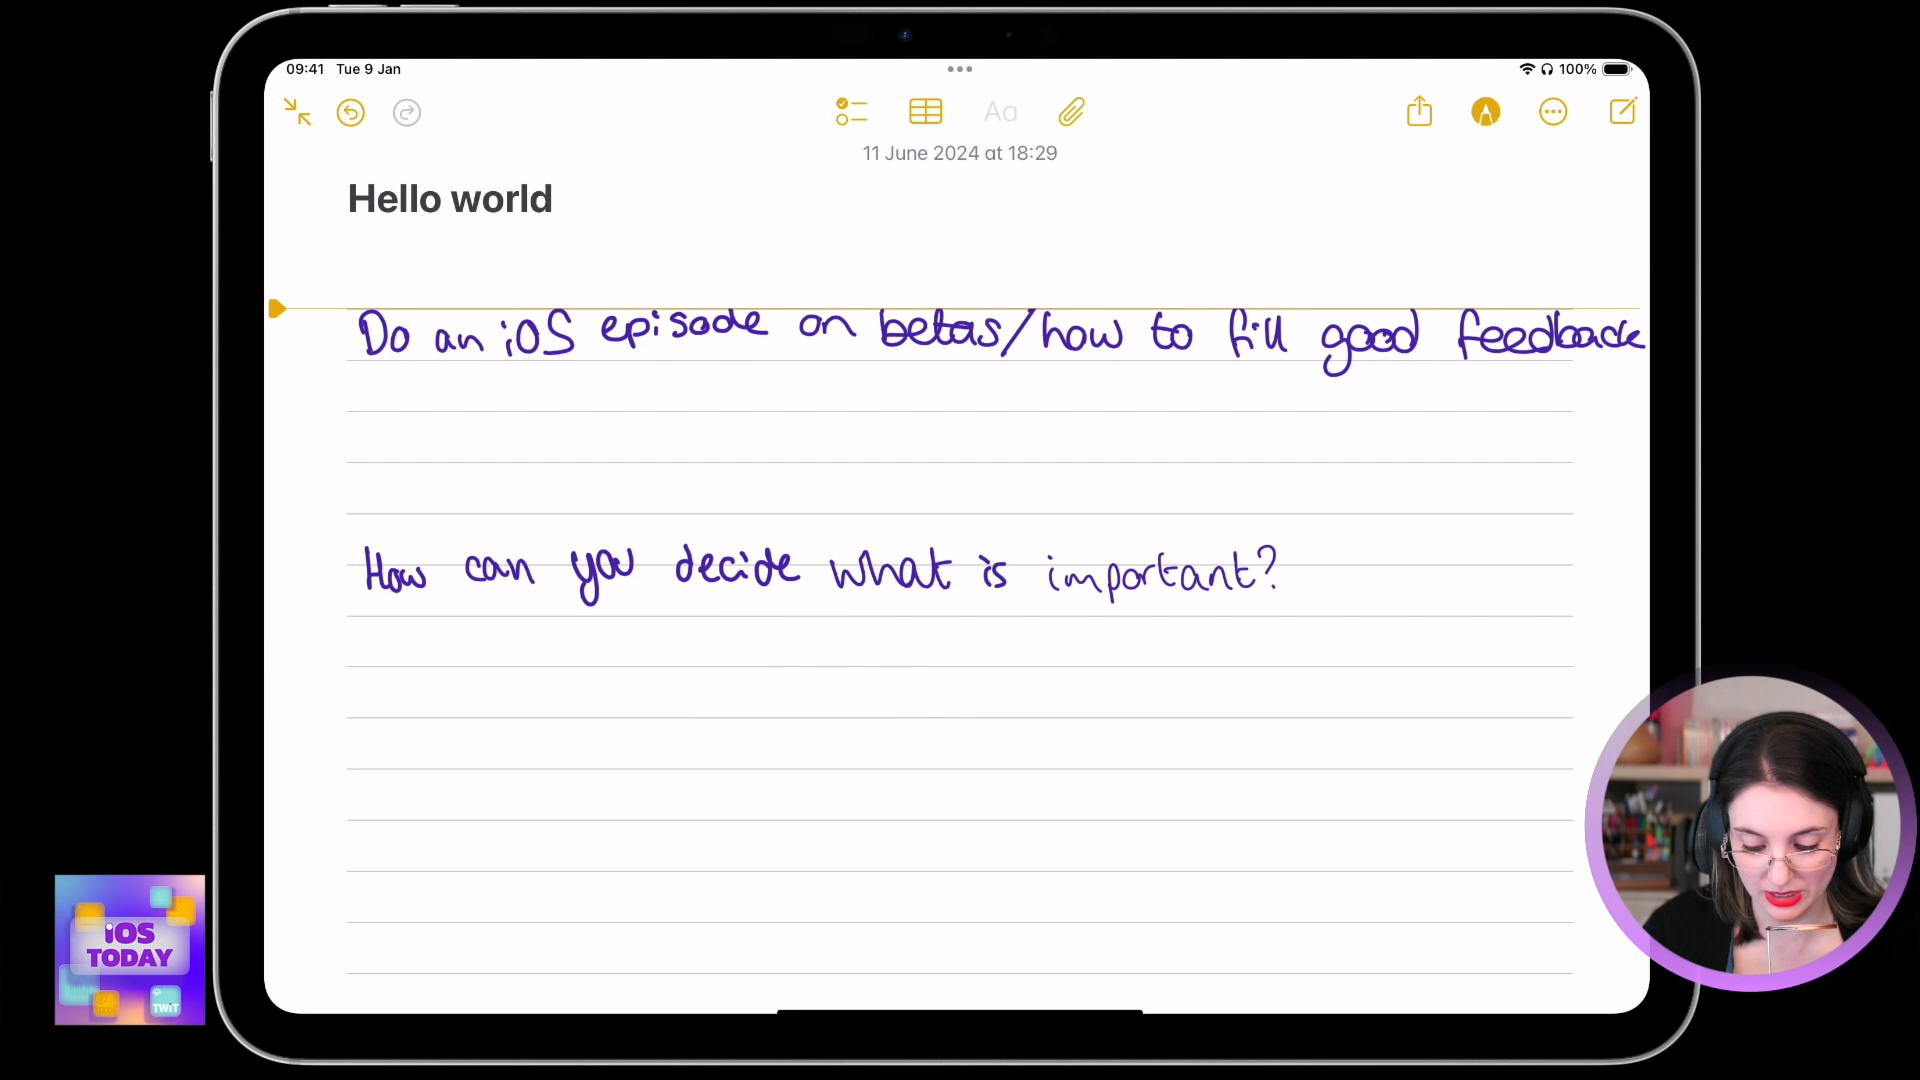 09:41 Tue 9 Jan
100%
Aa
11 June 2024 at 18:29
Hello world
Do an iOS episode on betas/how to fill good feedback
How can you decide what is important?
iOS
TODAY
TWiT